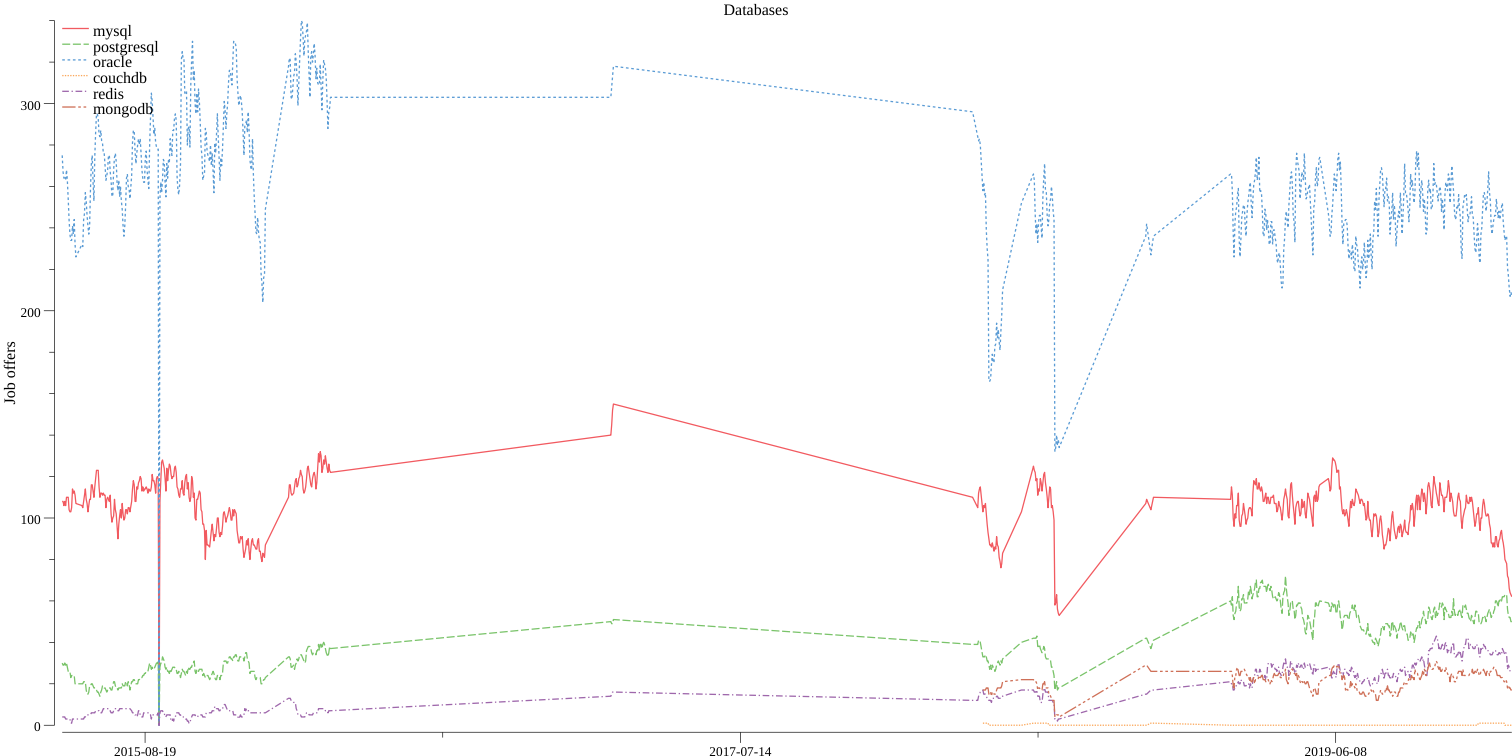 Databases
mysql
postgresql
oracle
couchdb
redis
mongodb
300
200
100
0
Job offers
2015-08-19
2017-07-14
2019-06-08